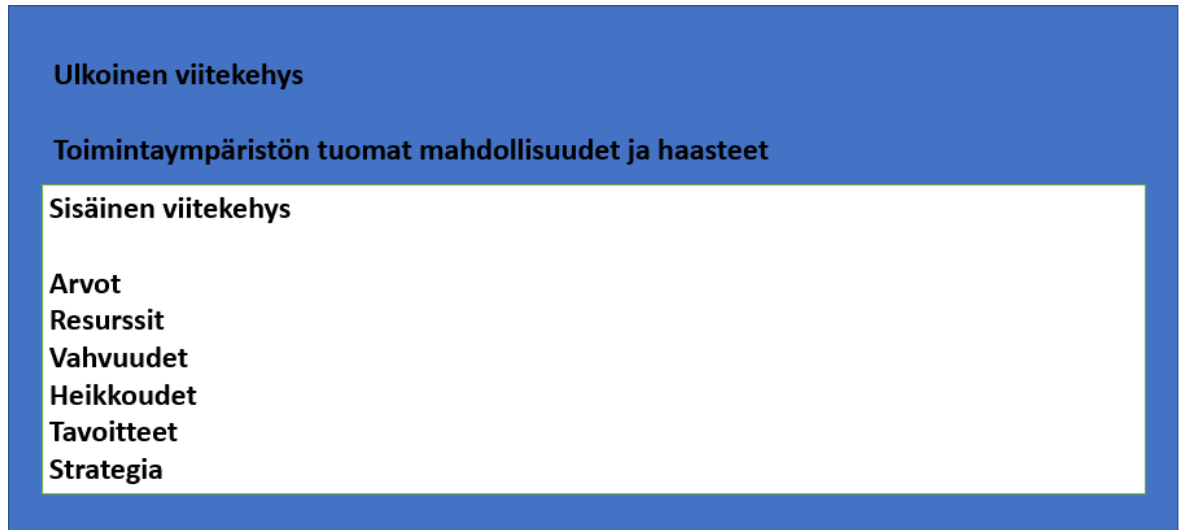 Ulkoinen viitekehys
Toimintaympäristön tuomat mahdollisuudet ja haasteet
Sisäinen viitekehys
Arvot
Resurssit
Vahvuudet
Heikkoudet
Tavoitteet
Strategia